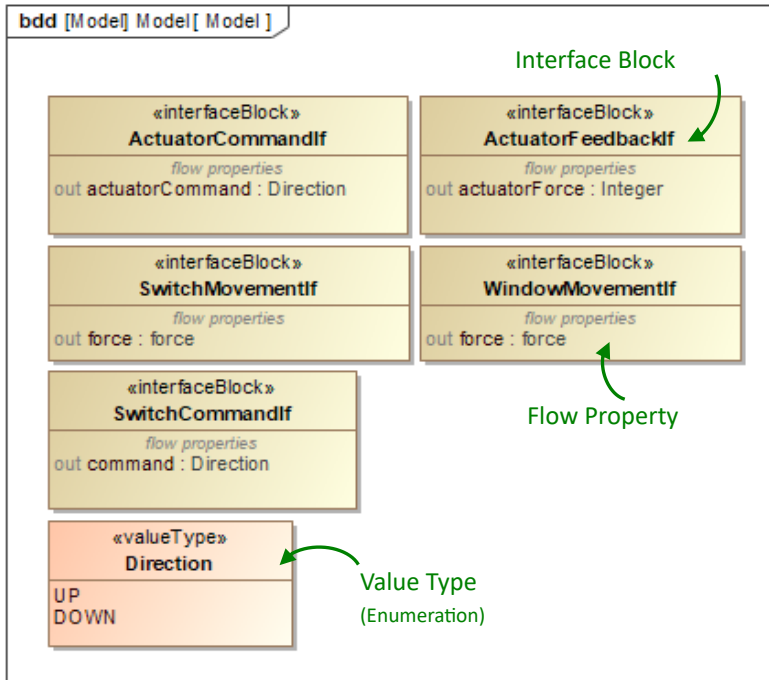 bdd [Model] Model[ Model ]
Interface Block
«interfaceBlock»
ActuatorCommandIf
flow properties
out actuatorCommand : Direction
«interfaceBlock»
ActuatorFeedbackIf
flow properties
out actuatorForce : Integer
«interfaceBlock»
SwitchMovementIf
flow properties
out force : force
«interfaceBlock»
WindowMovementIf
flow properties
out force : force
«interfaceBlock»
SwitchCommandIf
flow properties
out command : Direction
Flow Property
«valueType»
Direction
UP
DOWN
Value Type
(Enumeration)